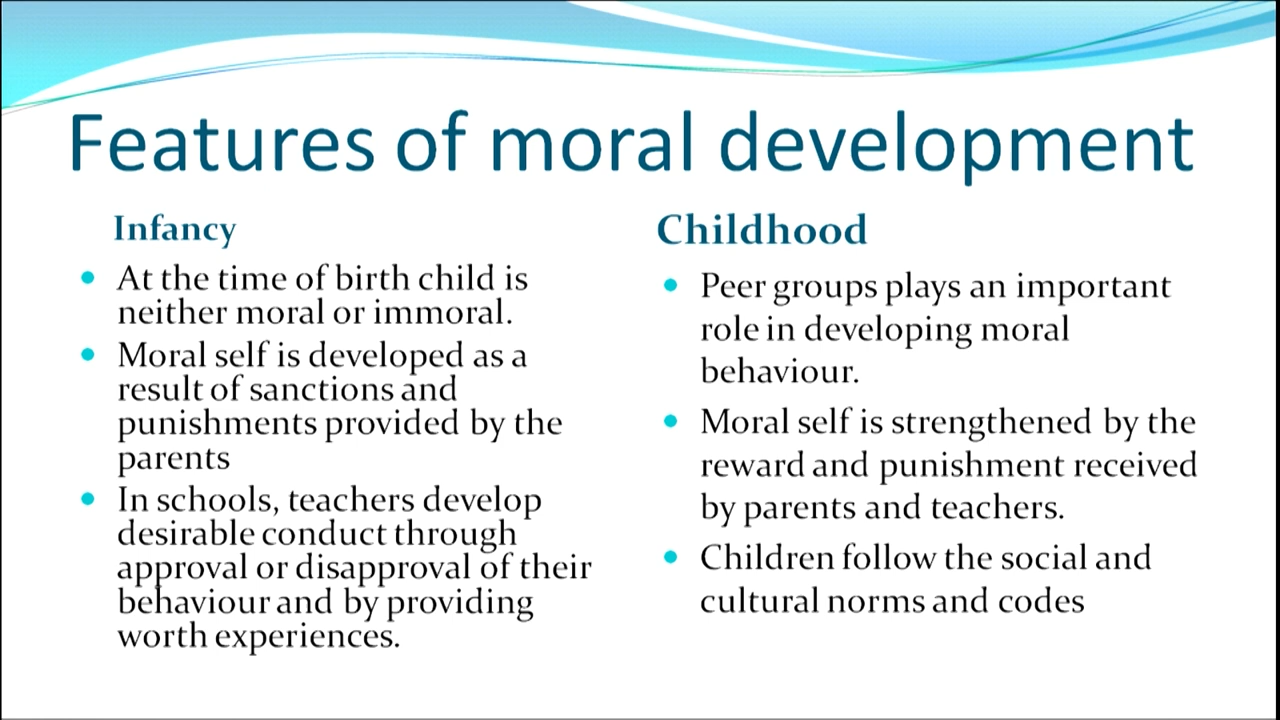 Features of moral development
Infancy
At the time of birth child is
neither moral or immoral.
Moral self is developed as a
result of sanctions and
punishments provided by the
parents
In schools, teachers develop
desirable conduct through
approval or disapproval of their
behaviour and by providing
worth experiences.
Childhood
Peer groups plays an important
role in developing moral
behaviour.
Moral self is strengthened by the
reward and punishment received
by parents and teachers.
Children follow the social and
cultural norms and codes